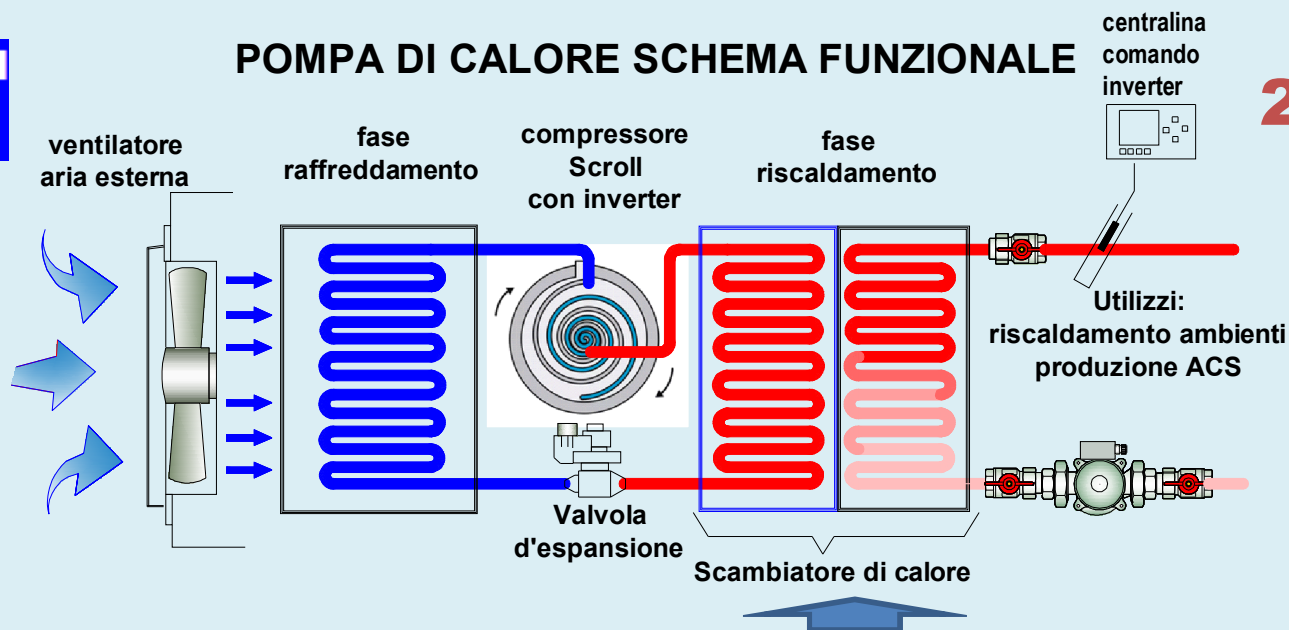 POMPA DI CALORE SCHEMA FUNZIONALE
centralina
comando
inverter
2
ventilatore
aria esterna
fase
raffreddamento
compressore
Scroll
con inverter
fase
riscaldamento
Utilizzi:
riscaldamento ambienti
produzione ACS
Valvola
d'espansione
Scambiatore di calore